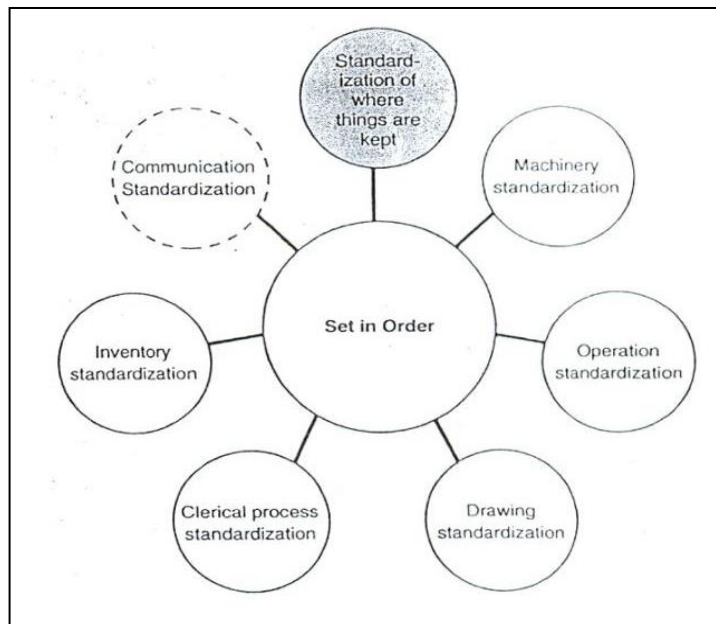 Standard-
ization of
where
things are
kept
Communication
Standardization
Machinery
standardization
Set in Order
Inventory
standardization
Operation
standardization
Clerical process
standardization
Drawing
standardization